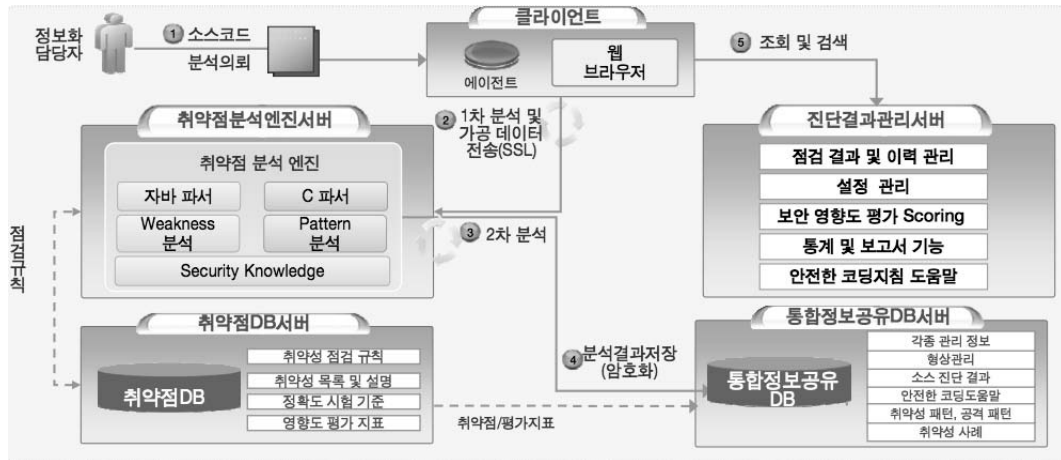 정보화
담당자
1 소스코드
분석의뢰
클라이언트
에이전트
웹
브라우저
5 조회 및 검색
2 1차 분석 및
가공 데이터
전송(SSL)
취약점분석엔진서버
취약점 분석 엔진
자바 파서
C 파서
Weakness
분석
Pattern
분석
Security Knowledge
3 2차 분석
진단결과관리서버
점검 결과 및 이력 관리
설정 관리
보안 영향도 평가 Scoring
통계 및 보고서 기능
안전한 코딩지침 도움말
점검규칙
취약점DB서버
취약점DB
취약성 점검 규칙
취약성 목록 및 설명
정확도 시험 기준
영향도 평가 지표
4 분석결과저장
(암호화)
취약점/평가지표
통합정보공유DB서버
통합정보공유
DB
각종 관리 정보
형상관리
소스 진단 결과
안전한 코딩도움말
취약성 패턴, 공격 패턴
취약성 사례